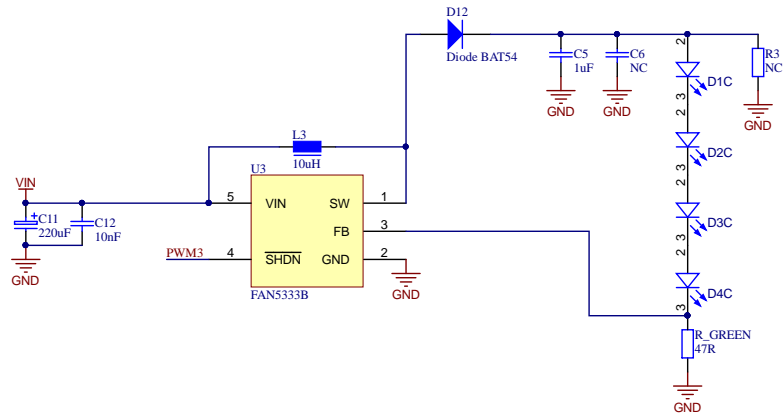 D12
Diode BAT54
C5
1uF
C6
NC
R3
NC
GND
GND
GND
2
D1C
3
2
D2C
3
2
D3C
3
2
D4C
3
R_GREEN
47R
GND
L3
10uH
U3
VIN
C11
220uF
C12
10nF
GND
5
VIN
SW
1
FB
3
PWM3
4
SHDN
GND
2
GND
FAN5333B